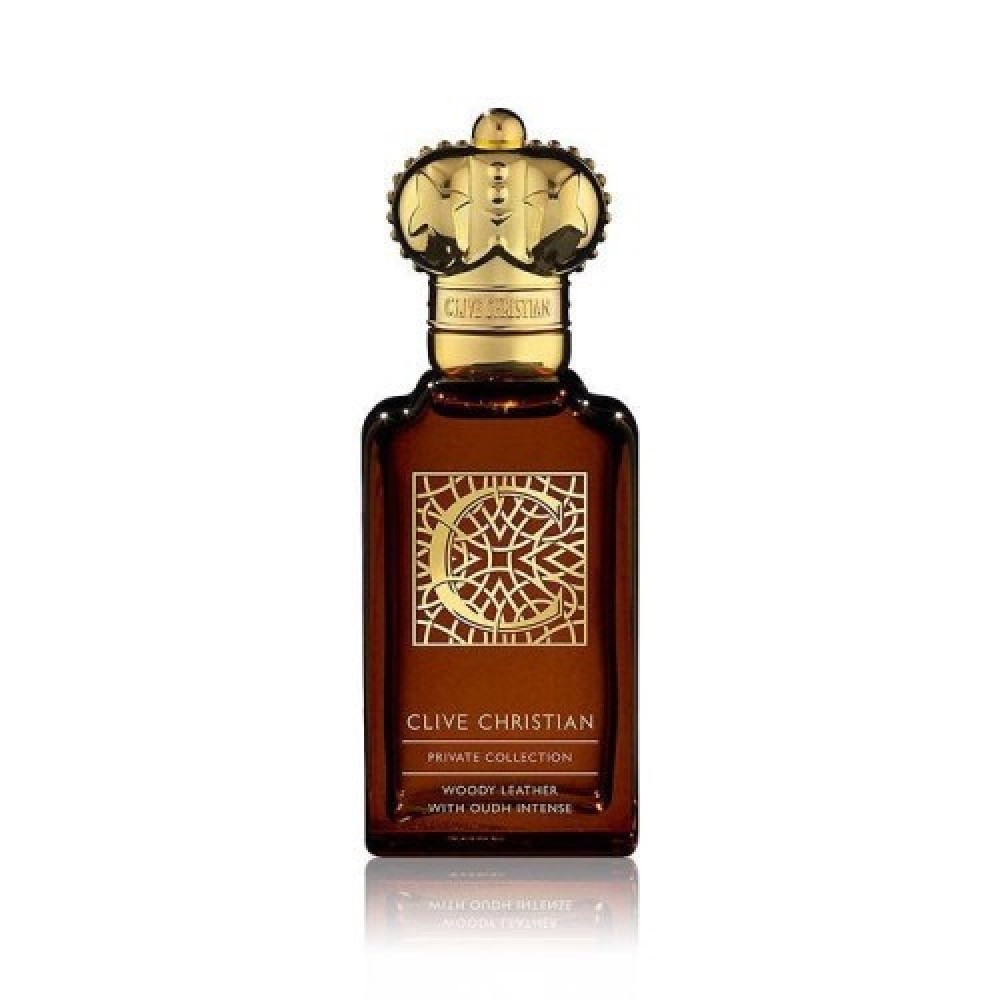 CLIVE CHRISTIAN
C
CLIVE CHRISTIAN
PRIVATE COLLECTION
WOODY LEATHER
WITH OUDH INTENSE